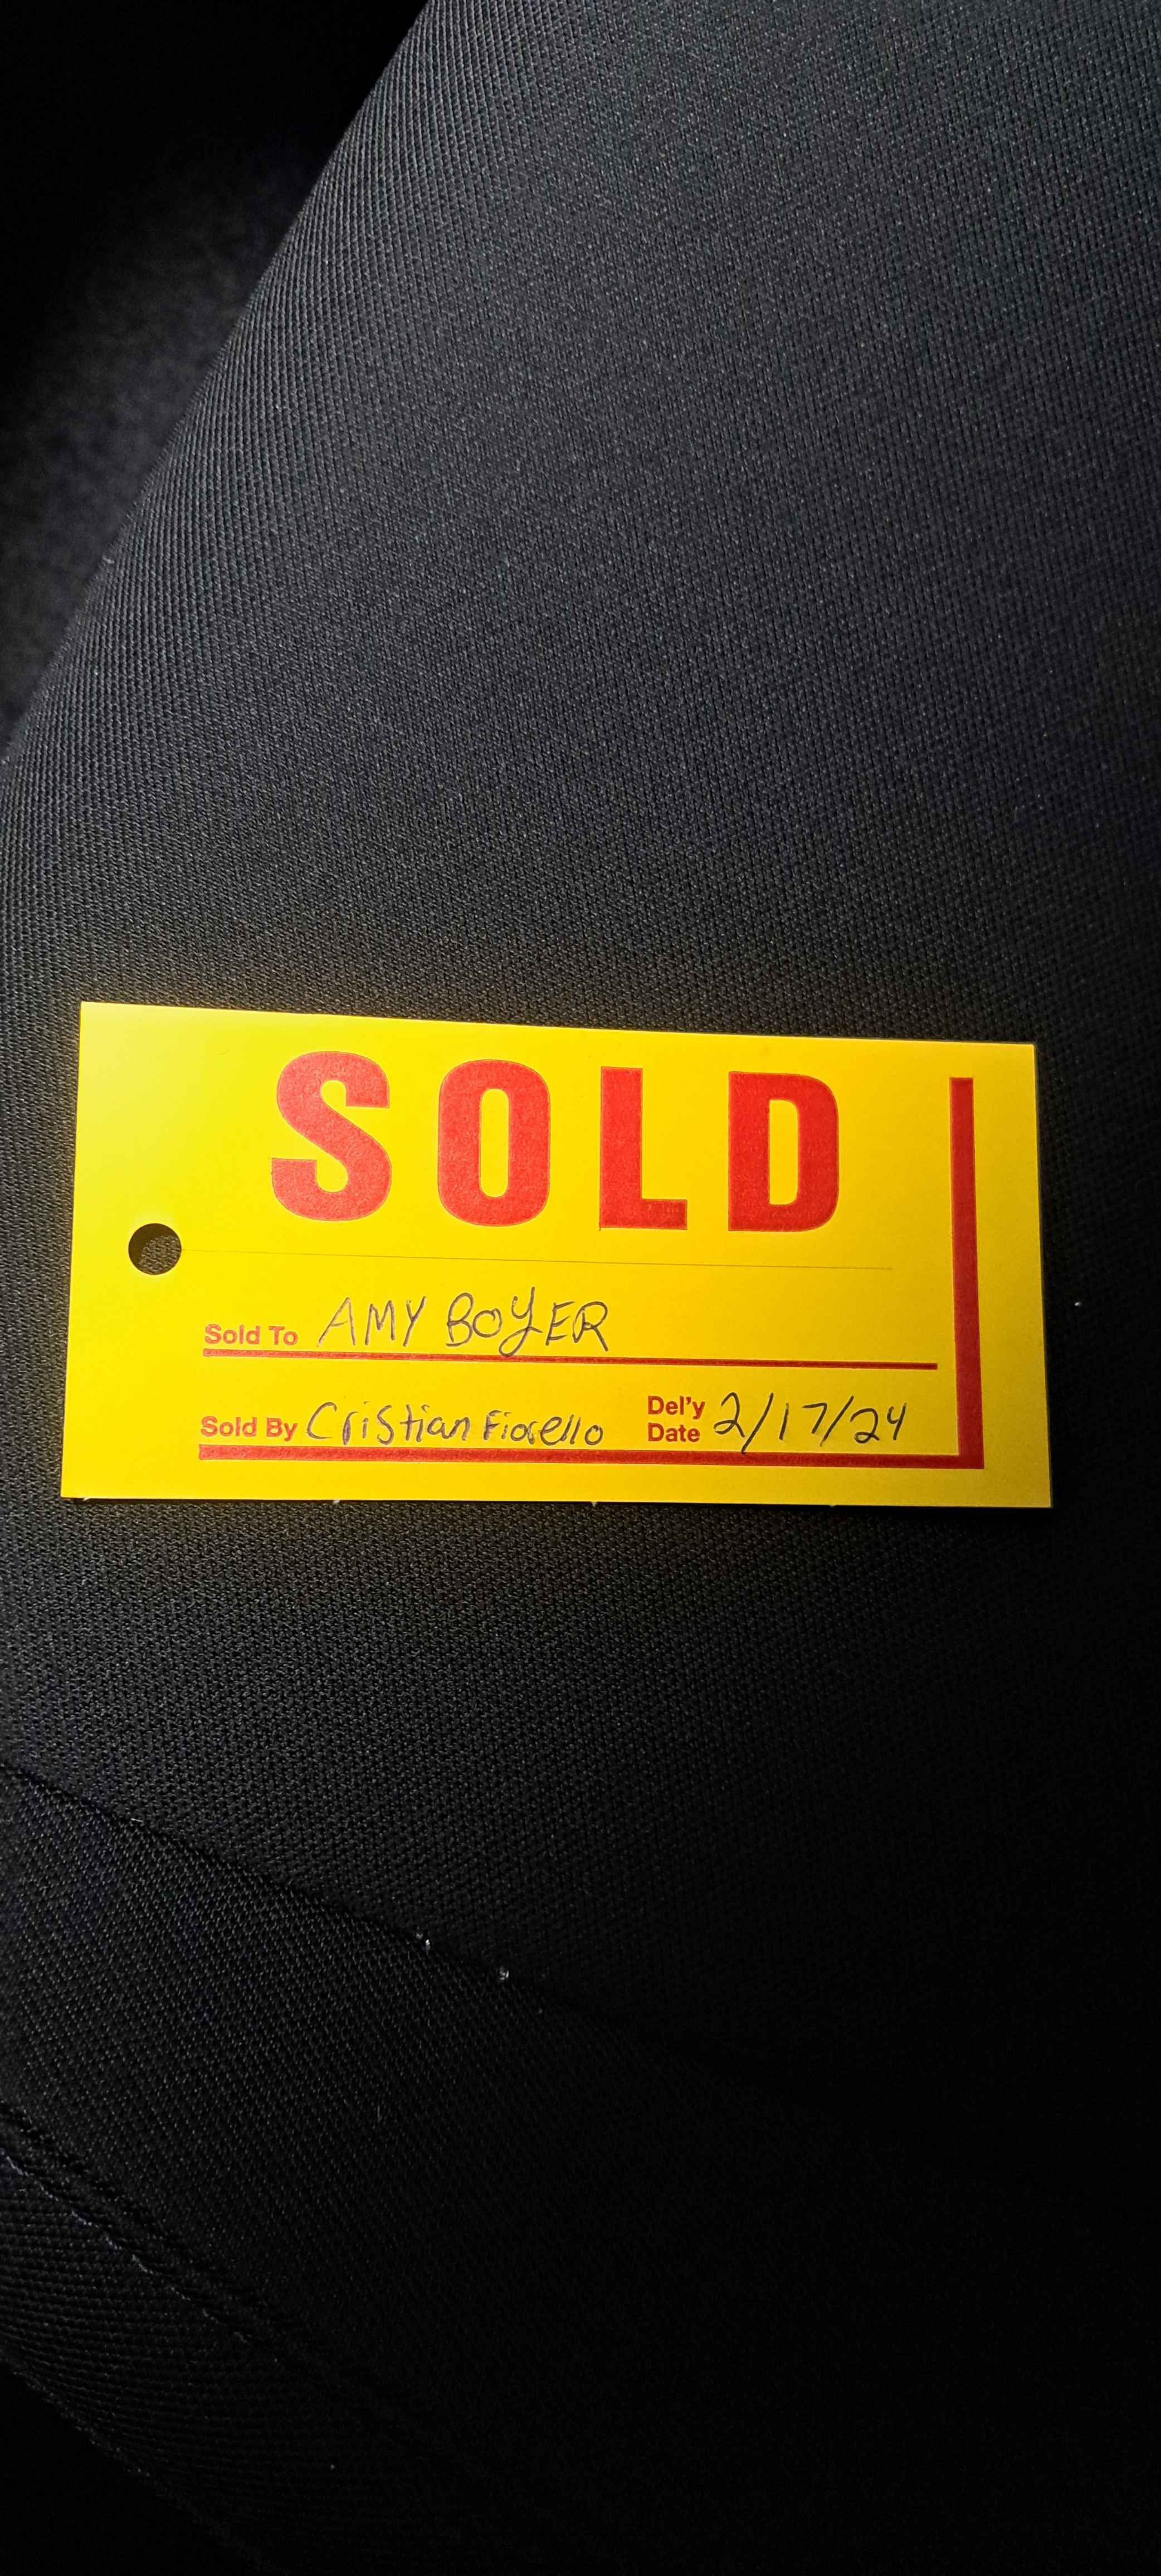 SOLD
Sold To AMY BOYER
Sold By Cristian Fiorello Del'y Date 2/17/24